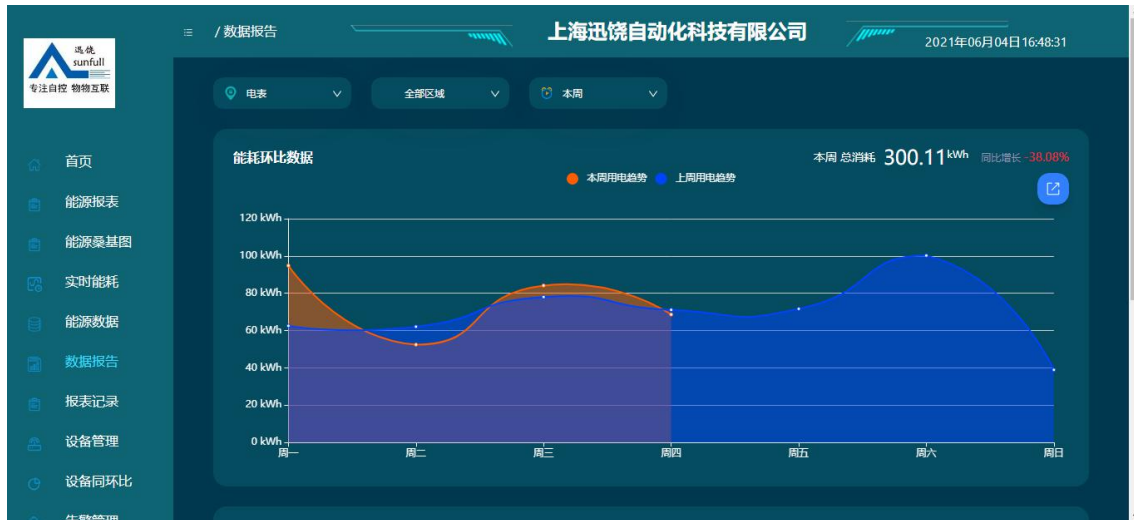 迅饶
sunfull
专注自控 物物互联
/ 数据报告
上海迅饶自动化科技有限公司
2021年06月04日16:48:31
电表
全部区域
本周
首页
能源报表
能源桑基图
实时能耗
能源数据
数据报告
报表记录
设备管理
设备同环比
告警管理
能耗环比数据
本周 总消耗 300.11kWh 同比增长 -38.08%
本周用电趋势 上周用电趋势
120 kWh
100 kWh
80 kWh
60 kWh
40 kWh
20 kWh
0 kWh
周一 周二 周三 周四 周五 周六 周日